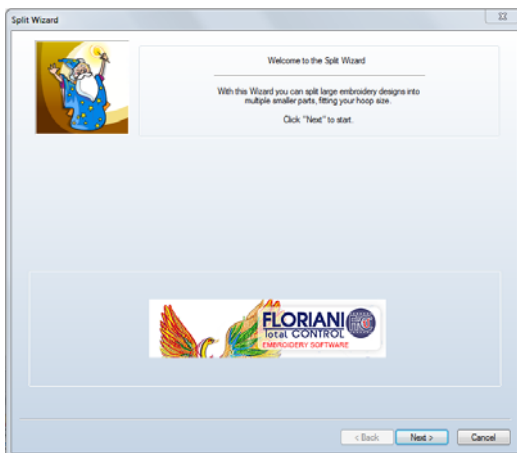 Split Wizard
Welcome to the Split Wizard
With this Wizard you can split large embroidery designs into
multiple smaller parts, fitting your hoop size.
Click "Next" to start.
FLORIANI
Total CONTROL
EMBROIDERY SOFTWARE
< Back
Next >
Cancel